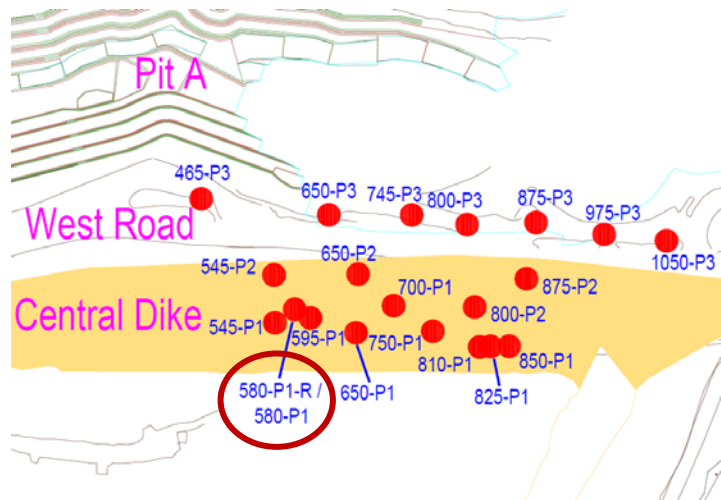 Pit A
465-P3
650-P3
745-P3
800-P3
875-P3
975-P3
1050-P3
West Road
545-P2
650-P2
700-P1
875-P2
800-P2
Central Dike
545-P1
595-P1
750-P1
810-P1
850-P1
580-P1-R /
580-P1
650-P1
825-P1